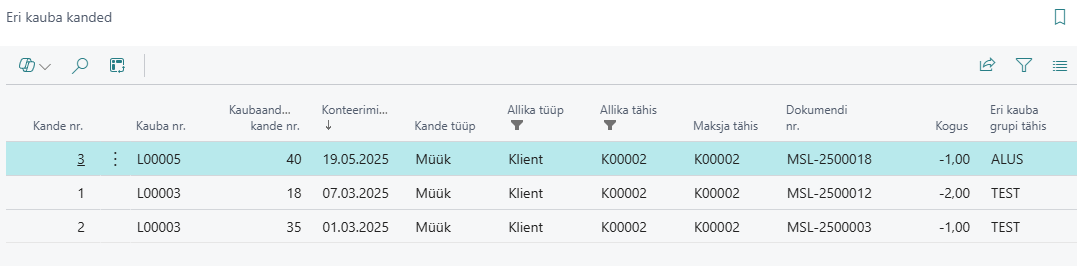 Eri kauba kanded
Kande nr. Kauba nr. Kaubaand... kande nr. Konteerimi... ↓ Kande tüüp Allika tüüp Allika tähis Maksja tähis Dokumendi nr. Kogus Eri kauba grupi tähis
3 L00005 40 19.05.2025 Müük Klient K00002 K00002 MSL-2500018 -1,00 ALUS
1 L00003 18 07.03.2025 Müük Klient K00002 K00002 MSL-2500012 -2,00 TEST
2 L00003 35 01.03.2025 Müük Klient K00002 K00002 MSL-2500003 -1,00 TEST